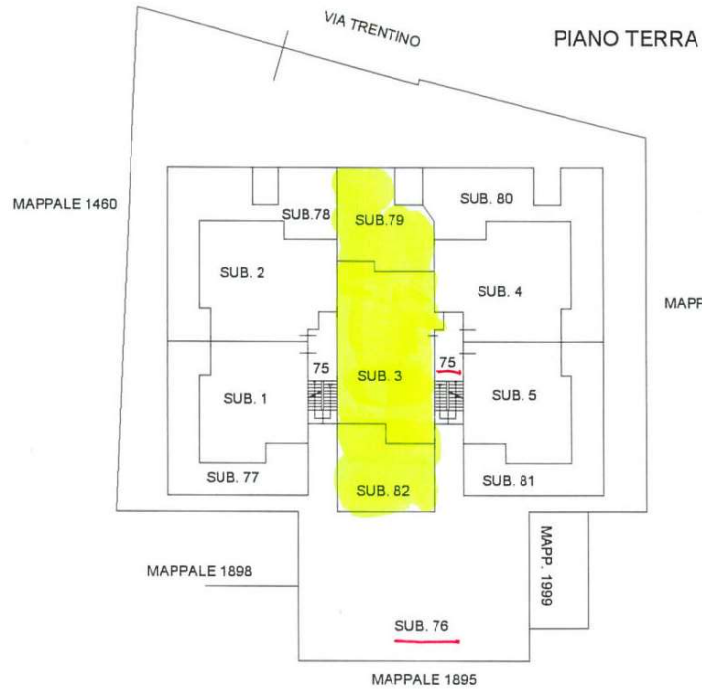 VIA TRENTINO
PIANO TERRA
MAPPALE 1460
SUB.78
SUB.79
SUB. 80
SUB. 2
SUB. 4
MAPP
75
75
SUB. 3
SUB. 1
SUB. 5
SUB. 77
SUB. 82
SUB. 81
MAPP. 1999
MAPPALE 1898
SUB. 76
MAPPALE 1895